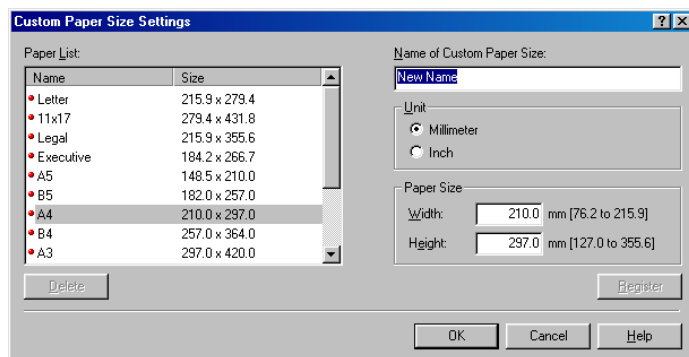 Custom Paper Size Settings
Paper List:
Name Size
Letter 215.9 x 279.4
11x17 279.4 x 431.8
Legal 215.9 x 355.6
Executive 184.2 x 266.7
A5 148.5 x 210.0
B5 182.0 x 257.0
A4 210.0 x 297.0
B4 257.0 x 364.0
A3 297.0 x 420.0
Delete
Name of Custom Paper Size:
New Name
Unit
Millimeter
Inch
Paper Size
Width: 210.0 mm [76.2 to 215.9]
Height: 297.0 mm [127.0 to 355.6]
Register
OK Cancel Help